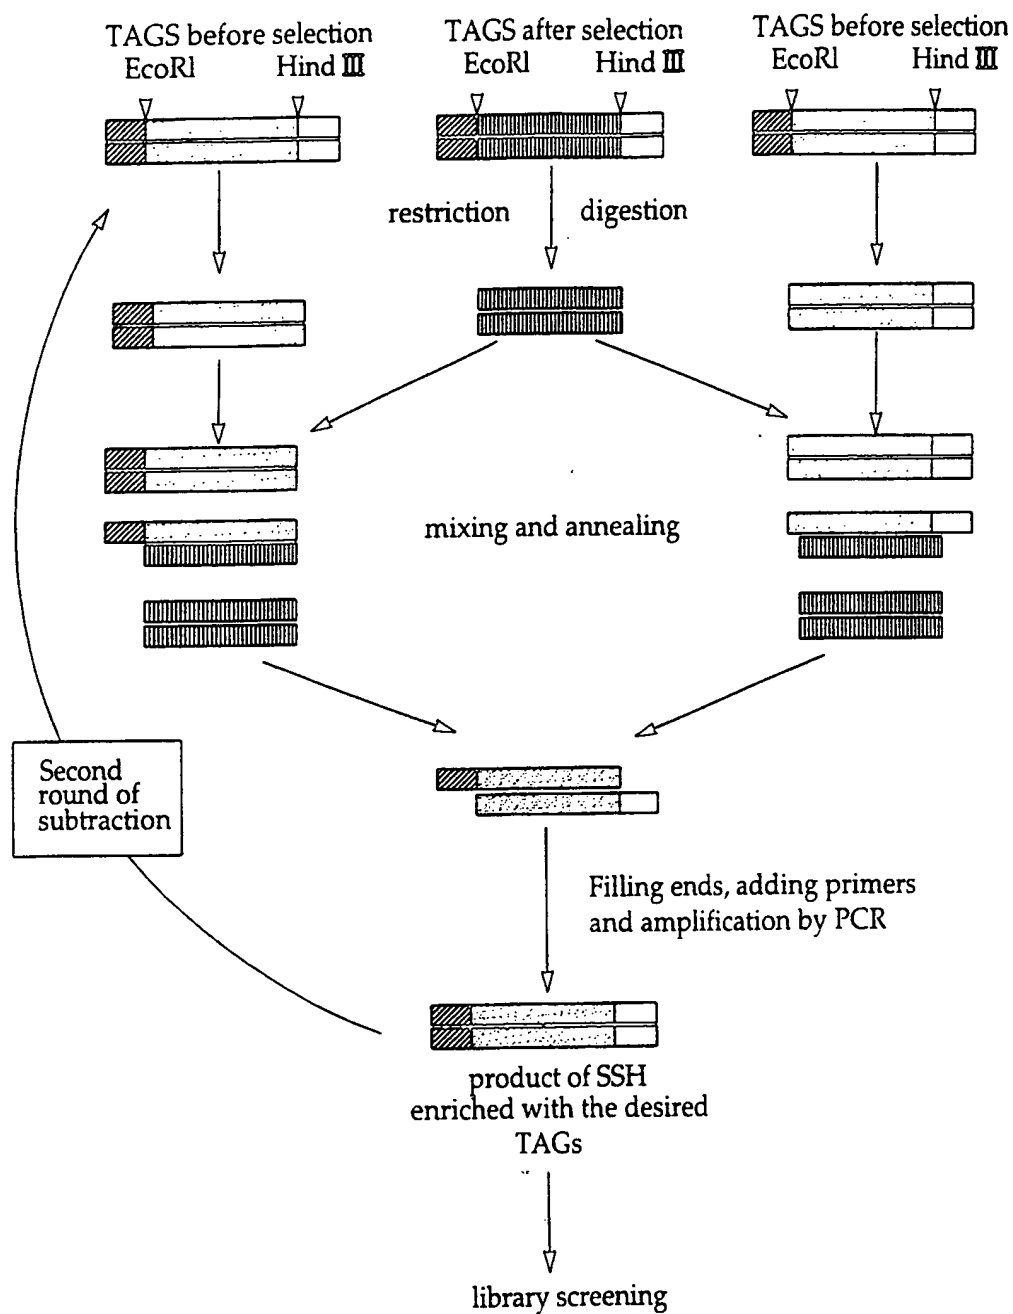 TAGS before selection
EcoRl Hind III
TAGS after selection
EcoRl Hind III
TAGS before selection
EcoRl Hind III
restriction digestion
mixing and annealing
Second
round of
subtraction
Filling ends, adding primers
and amplification by PCR
product of SSH
enriched with the desired
TAGs
library screening